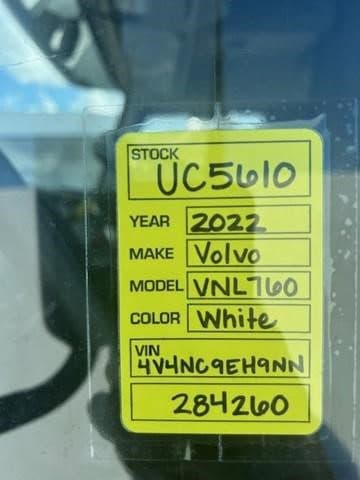 STOCK
UC5610
YEAR 2022
MAKE Volvo
MODEL VNL760
COLOR White
VIN
4V4NC9EH9NN
284260